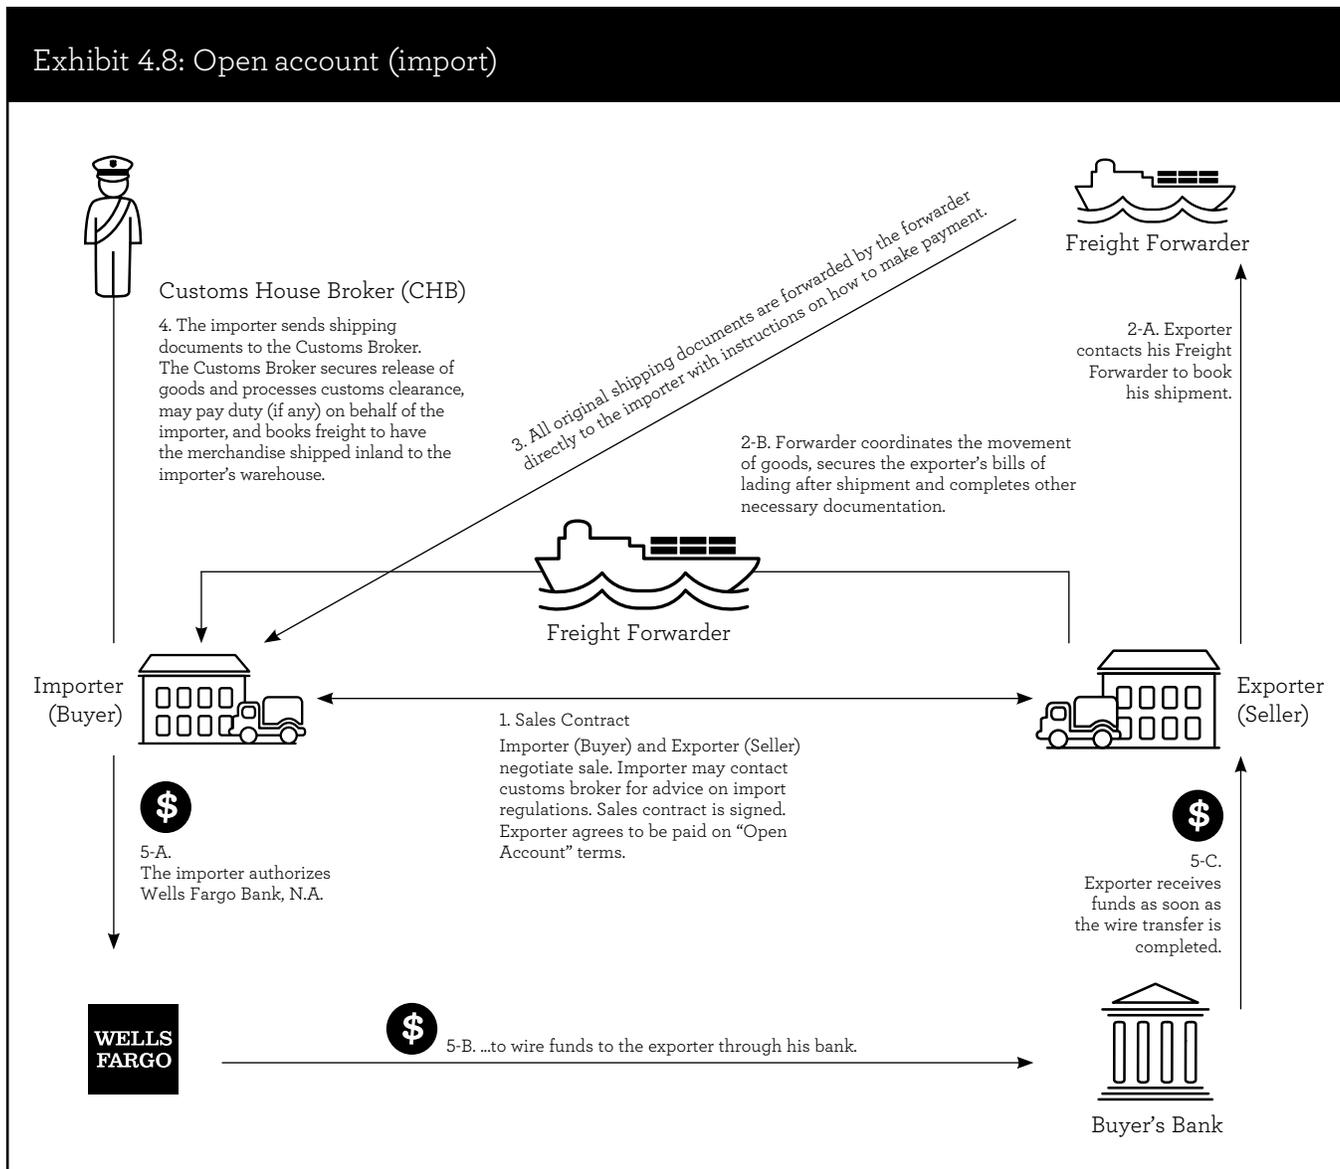 Exhibit 4.8: Open account (import)
Freight Forwarder
Customs House Broker (CHB)
4. The importer sends shipping
documents to the Customs Broker.
The Customs Broker secures release of
goods and processes customs clearance,
may pay duty (if any) on behalf of the
importer, and books freight to have
the merchandise shipped inland to the
importer's warehouse.
3. All original shipping documents are forwarded by the forwarder
directly to the importer with instructions on how to make payment.
2-A. Exporter
contacts his Freight
Forwarder to book
his shipment.
2-B. Forwarder coordinates the movement
of goods, secures the exporter's bills of
lading after shipment and completes other
necessary documentation.
Freight Forwarder
Importer
(Buyer)
Exporter
(Seller)
1. Sales Contract
Importer (Buyer) and Exporter (Seller)
negotiate sale. Importer may contact
customs broker for advice on import
regulations. Sales contract is signed.
Exporter agrees to be paid on “Open
Account” terms.
$
5-A.
The importer authorizes
Wells Fargo Bank, N.A.
$
5-C.
Exporter receives
funds as soon as
the wire transfer is
completed.
WELLS
FARGO
$
5-B. ...to wire funds to the exporter through his bank.
Buyer's Bank